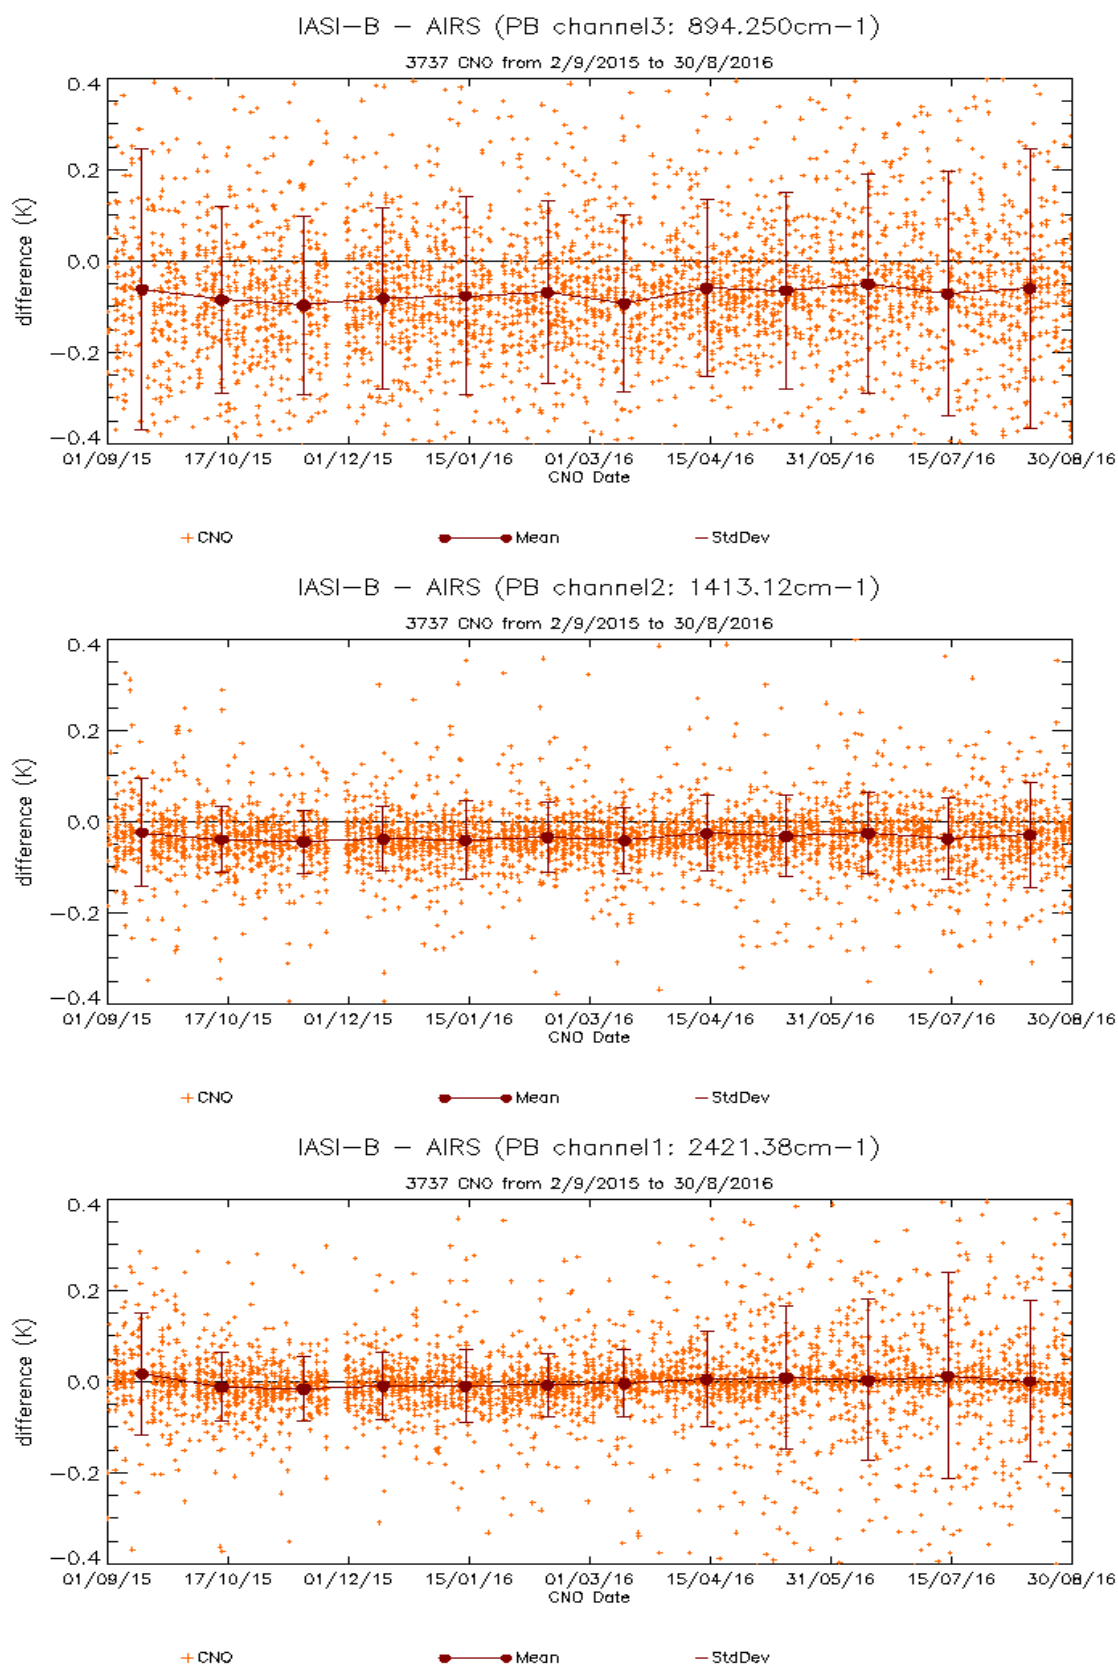 IASI-B - AIRS (PB channel3: 894.250cm-1)
3737 CNO from 2/9/2015 to 30/8/2016
difference (K)
0.4
0.2
0.0
-0.2
-0.4
01/09/15 17/10/15 01/12/15 15/01/16 01/03/16 15/04/16 31/05/16 15/07/16 30/08/16
CNO Date
CNO Mean StdDev
IASI-B - AIRS (PB channel2: 1413.12cm-1)
3737 CNO from 2/9/2015 to 30/8/2016
difference (K)
0.4
0.2
0.0
-0.2
-0.4
01/09/15 17/10/15 01/12/15 15/01/16 01/03/16 15/04/16 31/05/16 15/07/16 30/08/16
CNO Date
CNO Mean StdDev
IASI-B - AIRS (PB channel1: 2421.38cm-1)
3737 CNO from 2/9/2015 to 30/8/2016
difference (K)
0.4
0.2
0.0
-0.2
-0.4
01/09/15 17/10/15 01/12/15 15/01/16 01/03/16 15/04/16 31/05/16 15/07/16 30/08/16
CNO Date
CNO Mean StdDev